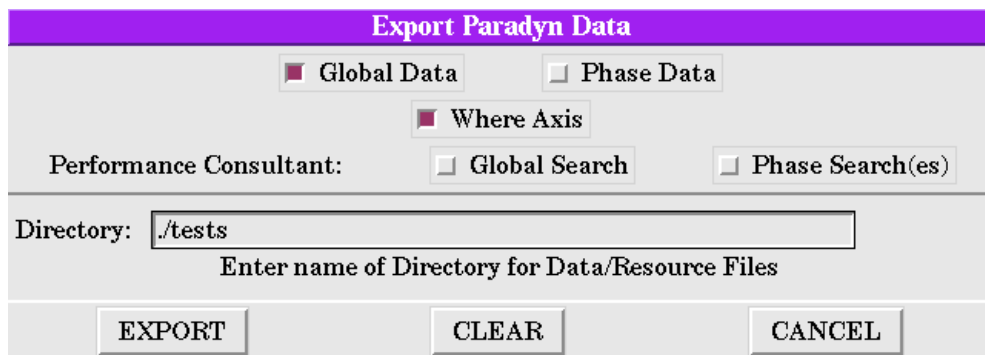 Export Paradyn Data
Global Data Phase Data
Where Axis
Performance Consultant: Global Search Phase Search(es)
Directory: ./tests
Enter name of Directory for Data/Resource Files
EXPORT CLEAR CANCEL